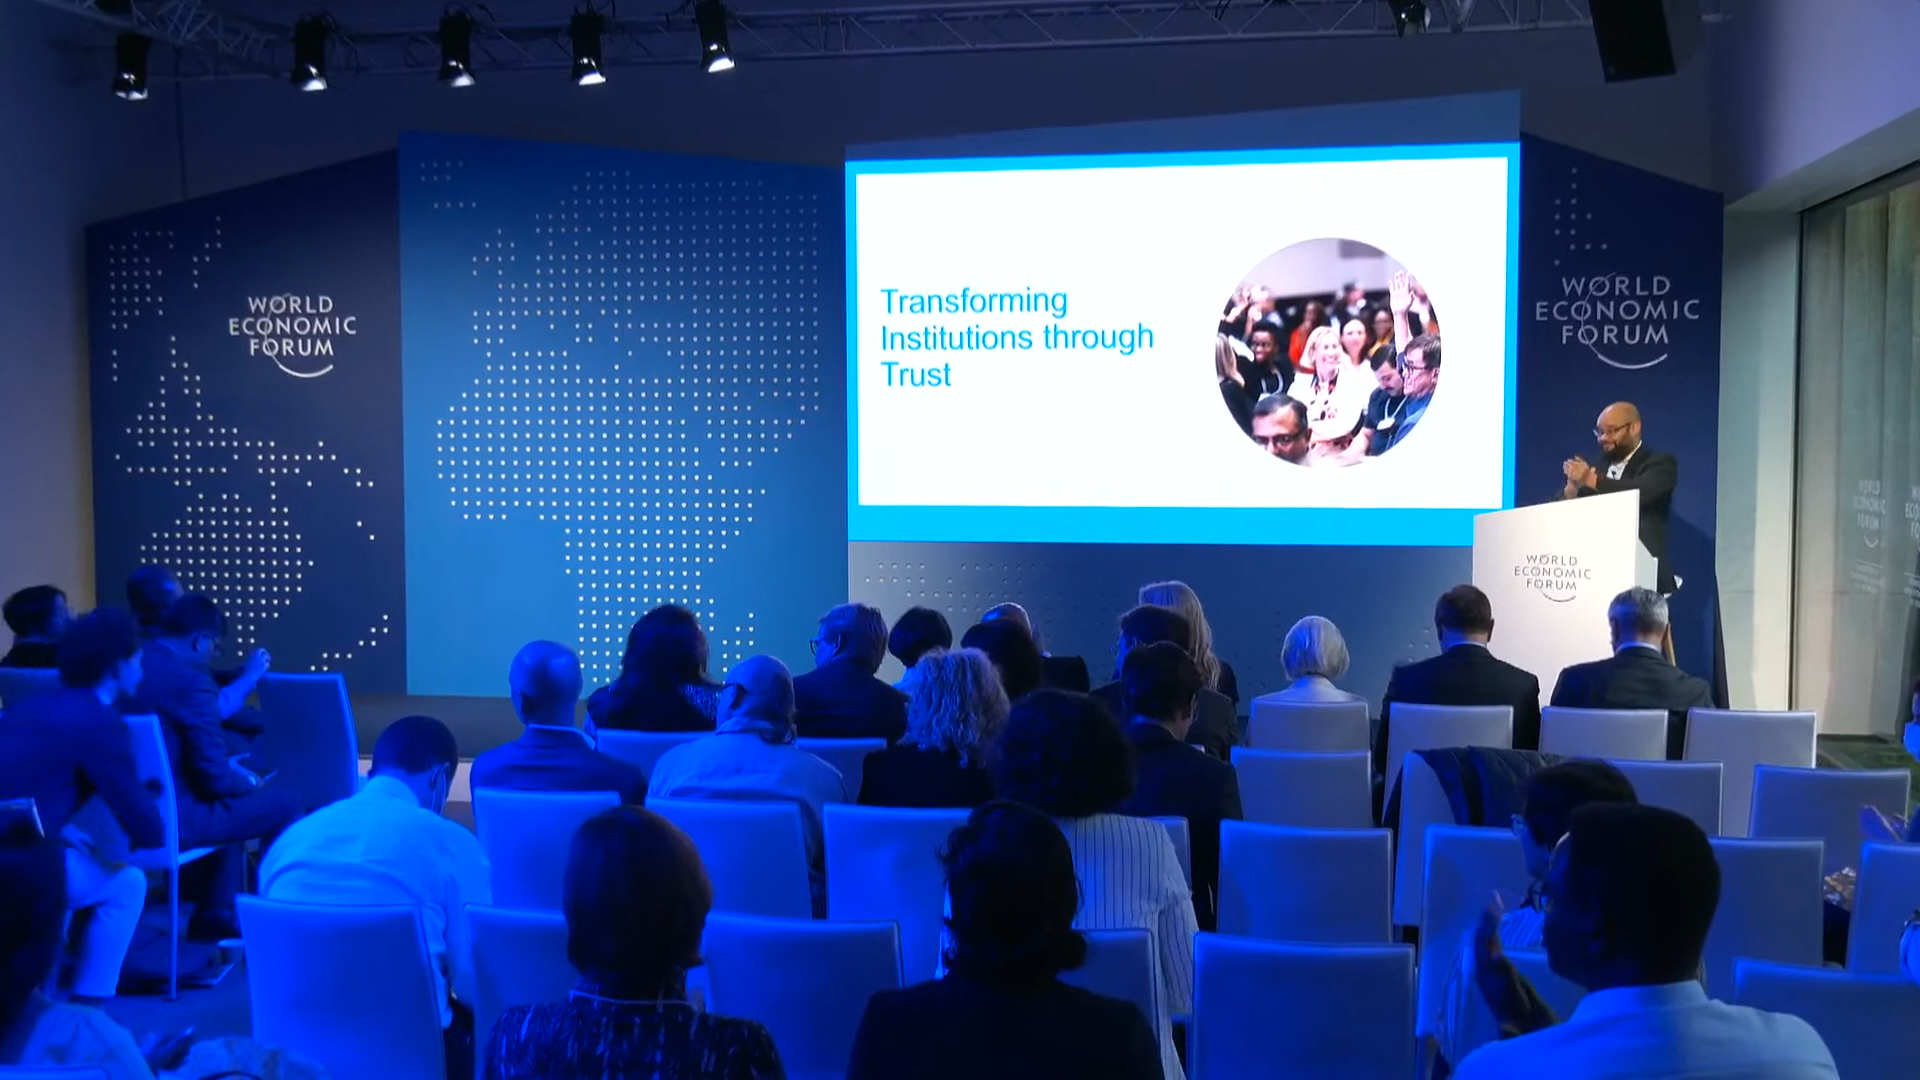 WORLD
ECONOMIC
FORUM
Transforming
Institutions through
Trust
WORLD
ECONOMIC
FORUM
WORLD
ECONOMIC
FORUM